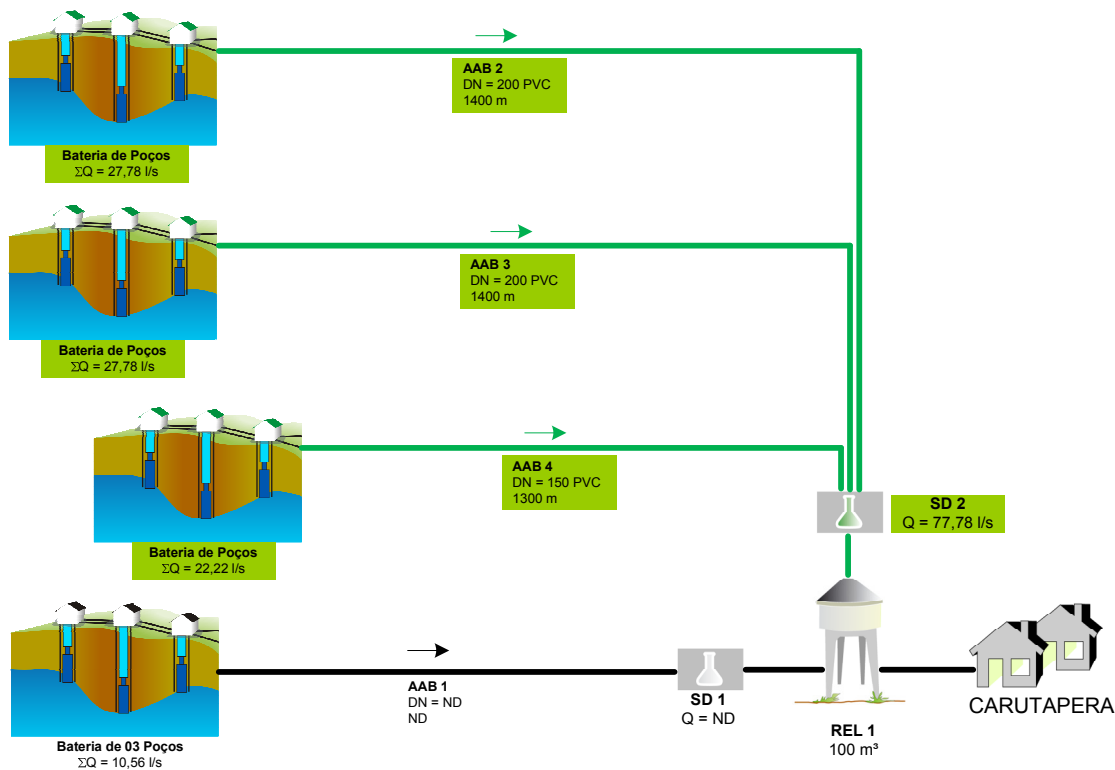 AAB 2
DN = 200 PVC
1400 m
Bateria de Poços
ΣQ = 27,78 l/s
AAB 3
DN = 200 PVC
1400 m
Bateria de Poços
ΣQ = 27,78 l/s
AAB 4
DN = 150 PVC
1300 m
SD 2
Q = 77,78 l/s
Bateria de Poços
ΣQ = 22,22 l/s
AAB 1
DN = ND
ND
SD 1
Q = ND
REL 1
100 m³
CARUTAPERA
Bateria de 03 Poços
ΣQ = 10,56 l/s